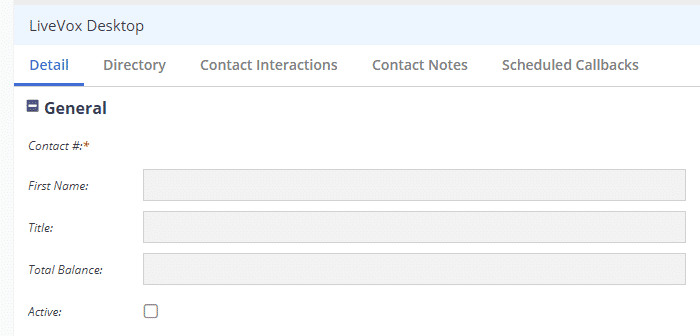 LiveVox Desktop
Detail Directory Contact Interactions Contact Notes Scheduled Callbacks
General
Contact #:*
First Name:
Title:
Total Balance:
Active: